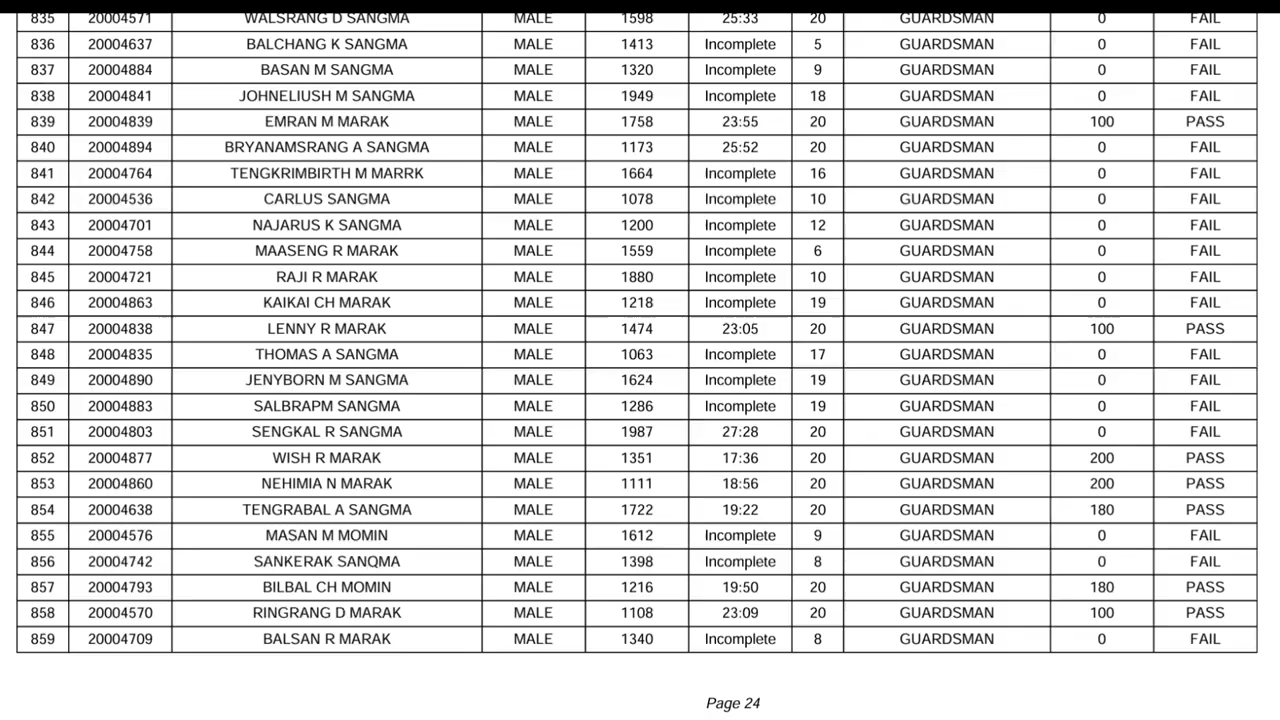 835 20004571 WALSRANG D SANGMA MALE 1598 25:33 20 GUARDSMAN 0 FAIL
836 20004637 BALCHANG K SANGMA MALE 1413 Incomplete 5 GUARDSMAN 0 FAIL
837 20004884 BASAN M SANGMA MALE 1320 Incomplete 9 GUARDSMAN 0 FAIL
838 20004841 JOHNELIUSH M SANGMA MALE 1949 Incomplete 18 GUARDSMAN 0 FAIL
839 20004839 EMRAN M MARAK MALE 1758 23:55 20 GUARDSMAN 100 PASS
840 20004894 BRYANAMSRANG A SANGMA MALE 1173 25:52 20 GUARDSMAN 0 FAIL
841 20004764 TENGKRIMBIRTH M MARRK MALE 1664 Incomplete 16 GUARDSMAN 0 FAIL
842 20004536 CARLUS SANGMA MALE 1078 Incomplete 10 GUARDSMAN 0 FAIL
843 20004701 NAJARUS K SANGMA MALE 1200 Incomplete 12 GUARDSMAN 0 FAIL
844 20004758 MAASENG R MARAK MALE 1559 Incomplete 6 GUARDSMAN 0 FAIL
845 20004721 RAJI R MARAK MALE 1880 Incomplete 10 GUARDSMAN 0 FAIL
846 20004863 KAIKAI CH MARAK MALE 1218 Incomplete 19 GUARDSMAN 0 FAIL
847 20004838 LENNY R MARAK MALE 1474 23:05 20 GUARDSMAN 100 PASS
848 20004835 THOMAS A SANGMA MALE 1063 Incomplete 17 GUARDSMAN 0 FAIL
849 20004890 JENYBORN M SANGMA MALE 1624 Incomplete 19 GUARDSMAN 0 FAIL
850 20004883 SALBRAPM SANGMA MALE 1286 Incomplete 19 GUARDSMAN 0 FAIL
851 20004803 SENGKAL R SANGMA MALE 1987 27:28 20 GUARDSMAN 0 FAIL
852 20004877 WISH R MARAK MALE 1351 17:36 20 GUARDSMAN 200 PASS
853 20004860 NEHIMIA N MARAK MALE 1111 18:56 20 GUARDSMAN 200 PASS
854 20004638 TENGRABAL A SANGMA MALE 1722 19:22 20 GUARDSMAN 180 PASS
855 20004576 MASAN M MOMIN MALE 1612 Incomplete 9 GUARDSMAN 0 FAIL
856 20004742 SANKERAK SANQMA MALE 1398 Incomplete 8 GUARDSMAN 0 FAIL
857 20004793 BILBAL CH MOMIN MALE 1216 19:50 20 GUARDSMAN 180 PASS
858 20004570 RINGRANG D MARAK MALE 1108 23:09 20 GUARDSMAN 100 PASS
859 20004709 BALSAN R MARAK MALE 1340 Incomplete 8 GUARDSMAN 0 FAIL
Page 24